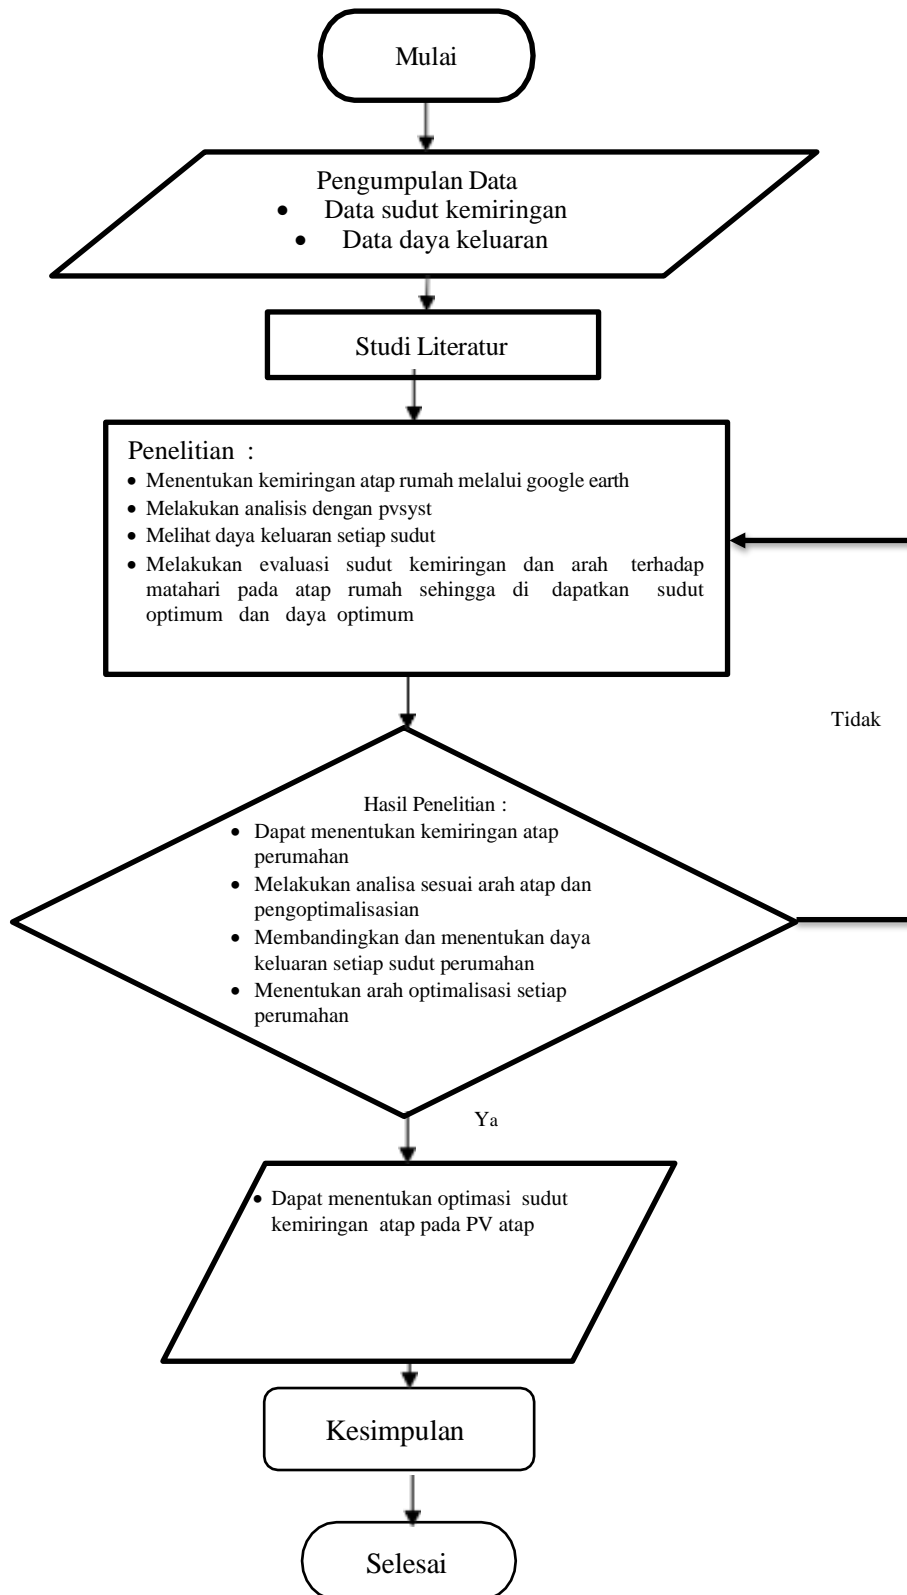 Mulai
Pengumpulan Data
• Data sudut kemiringan
• Data daya keluaran
Studi Literatur
Penelitian :
• Menentukan kemiringan atap rumah melalui google earth
• Melakukan analisis dengan pvsyst
• Melihat daya keluaran setiap sudut
• Melakukan evaluasi sudut kemiringan dan arah terhadap
matahari pada atap rumah sehingga di dapatkan sudut
optimum dan daya optimum
Tidak
Hasil Penelitian :
• Dapat menentukan kemiringan atap
perumahan
• Melakukan analisa sesuai arah atap dan
pengoptimalisasian
• Membandingkan dan menentukan daya
keluaran setiap sudut perumahan
• Menentukan arah optimalisasi setiap
perumahan
Ya
• Dapat menentukan optimasi sudut
kemiringan atap pada PV atap
Kesimpulan
Selesai